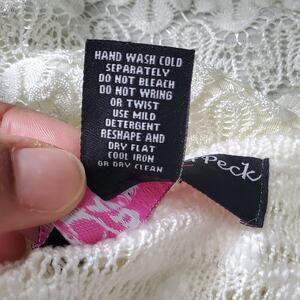 HAND WASH COLD
SEPARATELY
DO NOT BLEACH
DO NOT WRING
OR TWIST
USE MILD
DETERGENT
RESHAPE AND
DRY FLAT
COOL IRON
OR DRY CLEAN
Peck